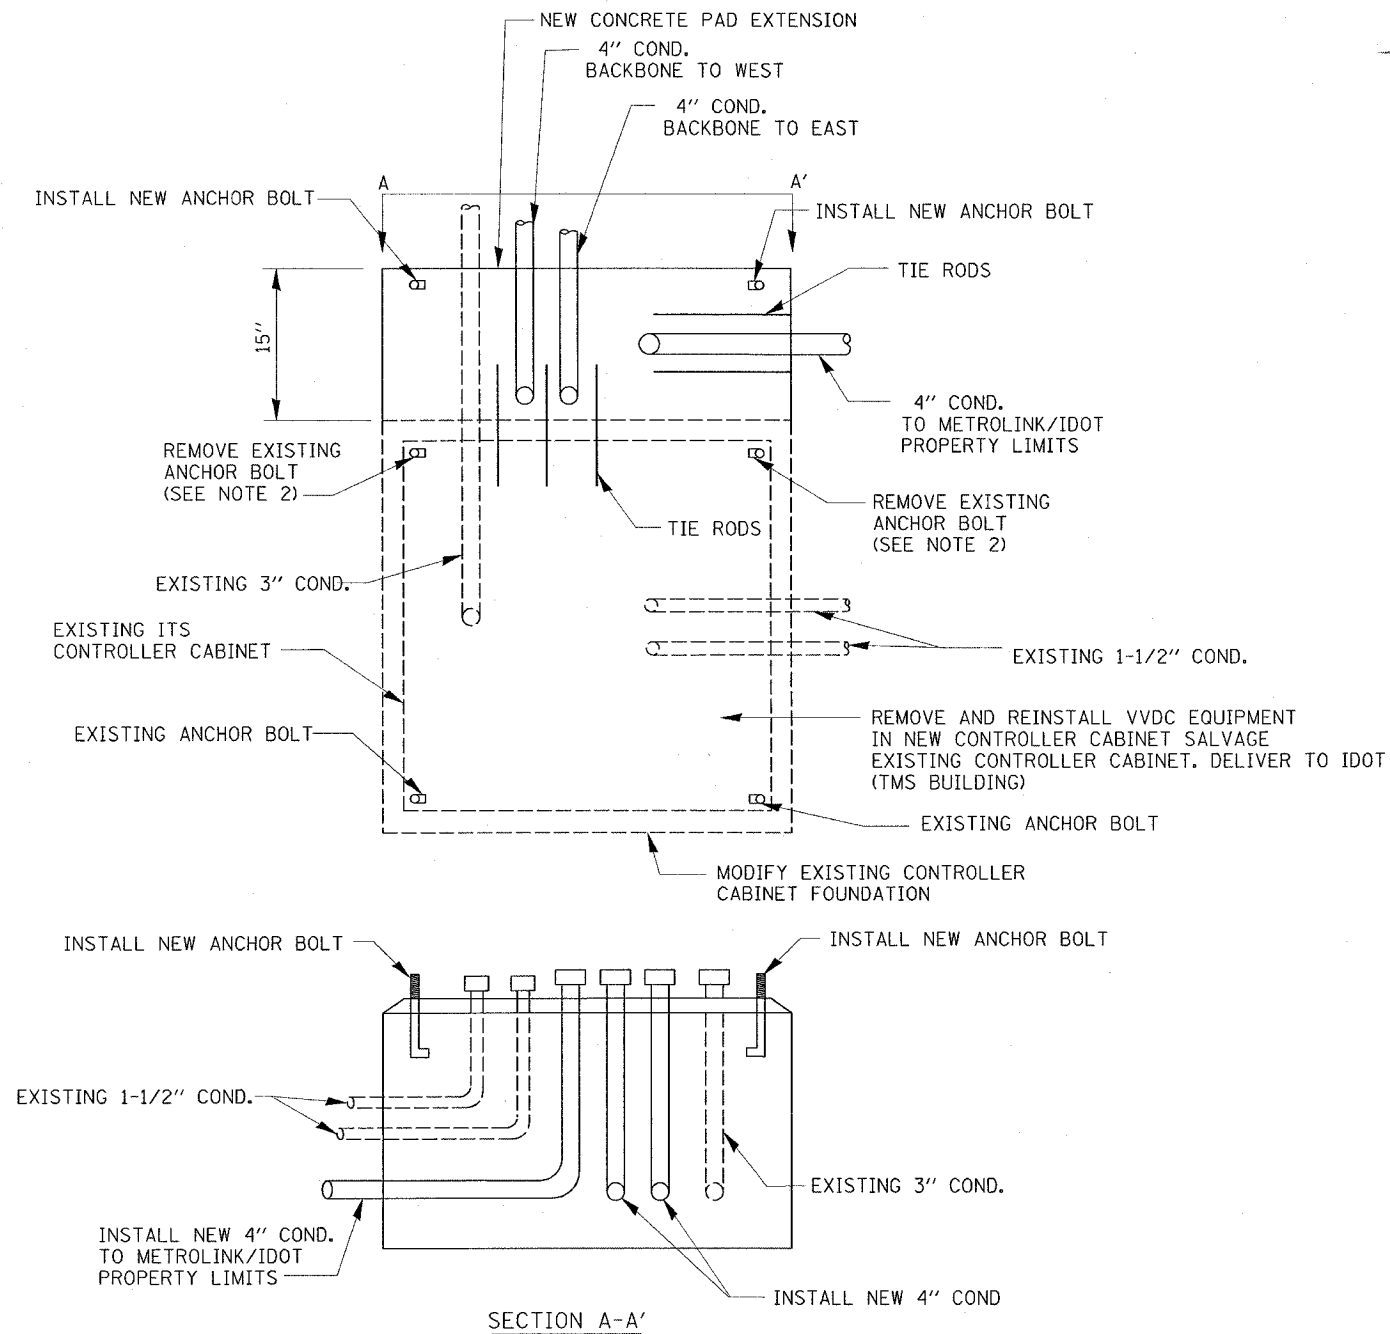 NEW CONCRETE PAD EXTENSION
4" COND.
BACKBONE TO WEST
4" COND.
BACKBONE TO EAST
A
A'
INSTALL NEW ANCHOR BOLT
INSTALL NEW ANCHOR BOLT
TIE RODS
15"
4" COND.
TO METROLINK/IDOT
PROPERTY LIMITS
REMOVE EXISTING
ANCHOR BOLT
(SEE NOTE 2)
REMOVE EXISTING
ANCHOR BOLT
(SEE NOTE 2)
TIE RODS
EXISTING 3" COND.
EXISTING ITS
CONTROLLER CABINET
EXISTING 1-1/2" COND.
REMOVE AND REINSTALL VVDC EQUIPMENT
IN NEW CONTROLLER CABINET SALVAGE
EXISTING CONTROLLER CABINET. DELIVER TO IDOT
(TMS BUILDING)
EXISTING ANCHOR BOLT
EXISTING ANCHOR BOLT
MODIFY EXISTING CONTROLLER
CABINET FOUNDATION
INSTALL NEW ANCHOR BOLT
INSTALL NEW ANCHOR BOLT
EXISTING 1-1/2" COND.
EXISTING 3" COND.
INSTALL NEW 4" COND.
TO METROLINK/IDOT
PROPERTY LIMITS
INSTALL NEW 4" COND
SECTION A-A'